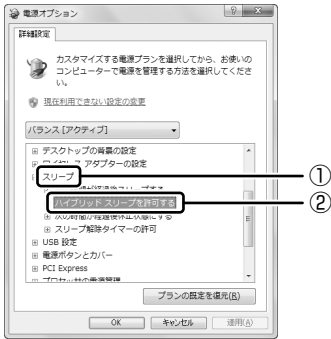 電源オプション
詳細設定
カスタマイズする電源プランを選択してから、お使いの
コンピューターで電源を管理する方法を選択してくださ
い。
現在利用できない設定の変更
バランス [アクティブ]
デスクトップの背景の設定
ワイヤレス アダプターの設定
スリープ
①
ハイブリッド スリープを許可する
②
次の時間が経過後休止状態にする
スリープ解除タイマーの許可
USB 設定
電源ボタンとカバー
PCI Express
プロセッサの電源管理
プランの既定を復元(R)
OK
キャンセル
適用(A)